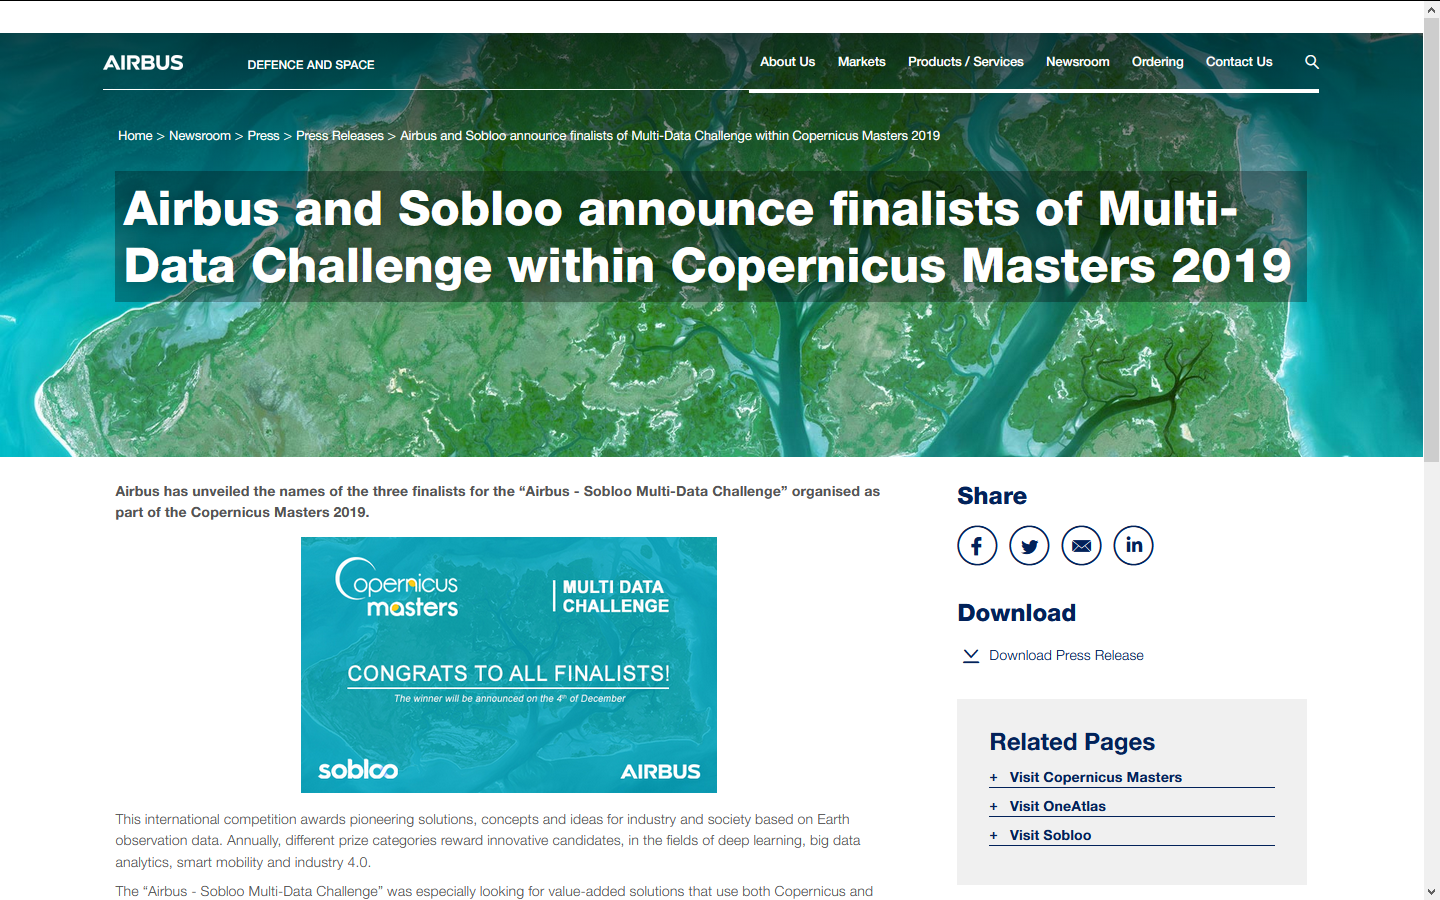 AIRBUS
DEFENCE AND SPACE
About Us
Markets
Products / Services
Newsroom
Ordering
Contact Us
Home > Newsroom > Press > Press Releases > Airbus and Sobloo announce finalists of Multi-Data Challenge within Copernicus Masters 2019
Airbus and Sobloo announce finalists of Multi-
Data Challenge within Copernicus Masters 2019
Airbus has unveiled the names of the three finalists for the “Airbus - Sobloo Multi-Data Challenge” organised as
part of the Copernicus Masters 2019.
Copernicus
masters
MULTI DATA
CHALLENGE
CONGRATS TO ALL FINALISTS!
The winner will be announced on the 4th of December
sobloo
AIRBUS
This international competition awards pioneering solutions, concepts and ideas for industry and society based on Earth
observation data. Annually, different prize categories reward innovative candidates, in the fields of deep learning, big data
analytics, smart mobility and industry 4.0.
The “Airbus - Sobloo Multi-Data Challenge” was especially looking for value-added solutions that use both Copernicus and
Share
Download
Download Press Release
Related Pages
+ Visit Copernicus Masters
+ Visit OneAtlas
+ Visit Sobloo